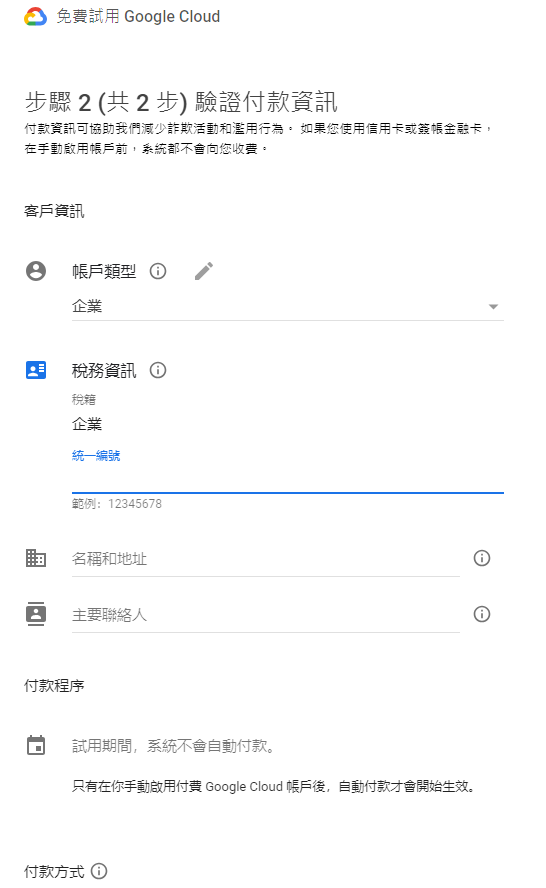 免費試用 Google Cloud
步驟 2 (共 2 步) 驗證付款資訊
付款資訊可協助我們減少詐欺活動和濫用行為。 如果您使用信用卡或簽帳金融卡，
在手動啟用帳戶前，系統都不會向您收費。
客戶資訊
帳戶類型
企業
稅務資訊
稅籍
企業
統一編號
範例：12345678
名稱和地址
主要聯絡人
付款程序
試用期間，系統不會自動付款。
只有在你手動啟用付費 Google Cloud 帳戶後，自動付款才會開始生效。
付款方式